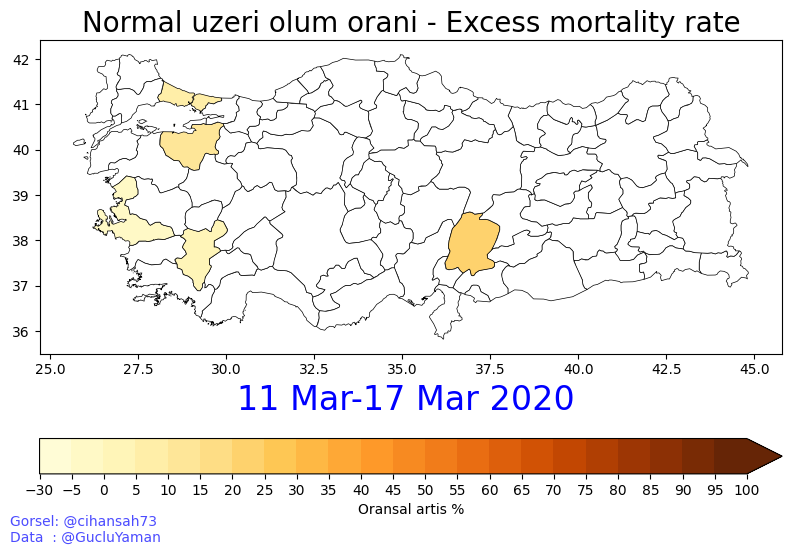 Normal uzeri olum orani - Excess mortality rate
42
41
40
39
38
37
36
25.0 27.5 30.0 32.5 35.0 37.5 40.0 42.5 45.0
11 Mar-17 Mar 2020
−30 −5 0 5 10 15 20 25 30 35 40 45 50 55 60 65 70 75 80 85 90 95 100
Oransal artis %
Gorsel: @cihansah73
Data : @GucluYaman